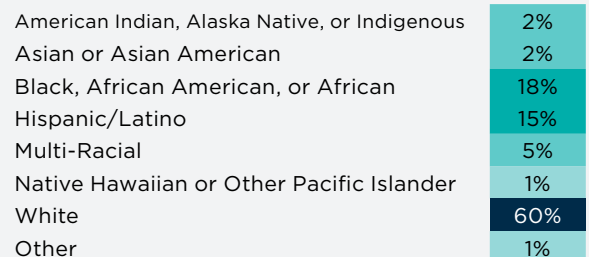 American Indian, Alaska Native, or Indigenous 2%
Asian or Asian American 2%
Black, African American, or African 18%
Hispanic/Latino 15%
Multi-Racial 5%
Native Hawaiian or Other Pacific Islander 1%
White 60%
Other 1%